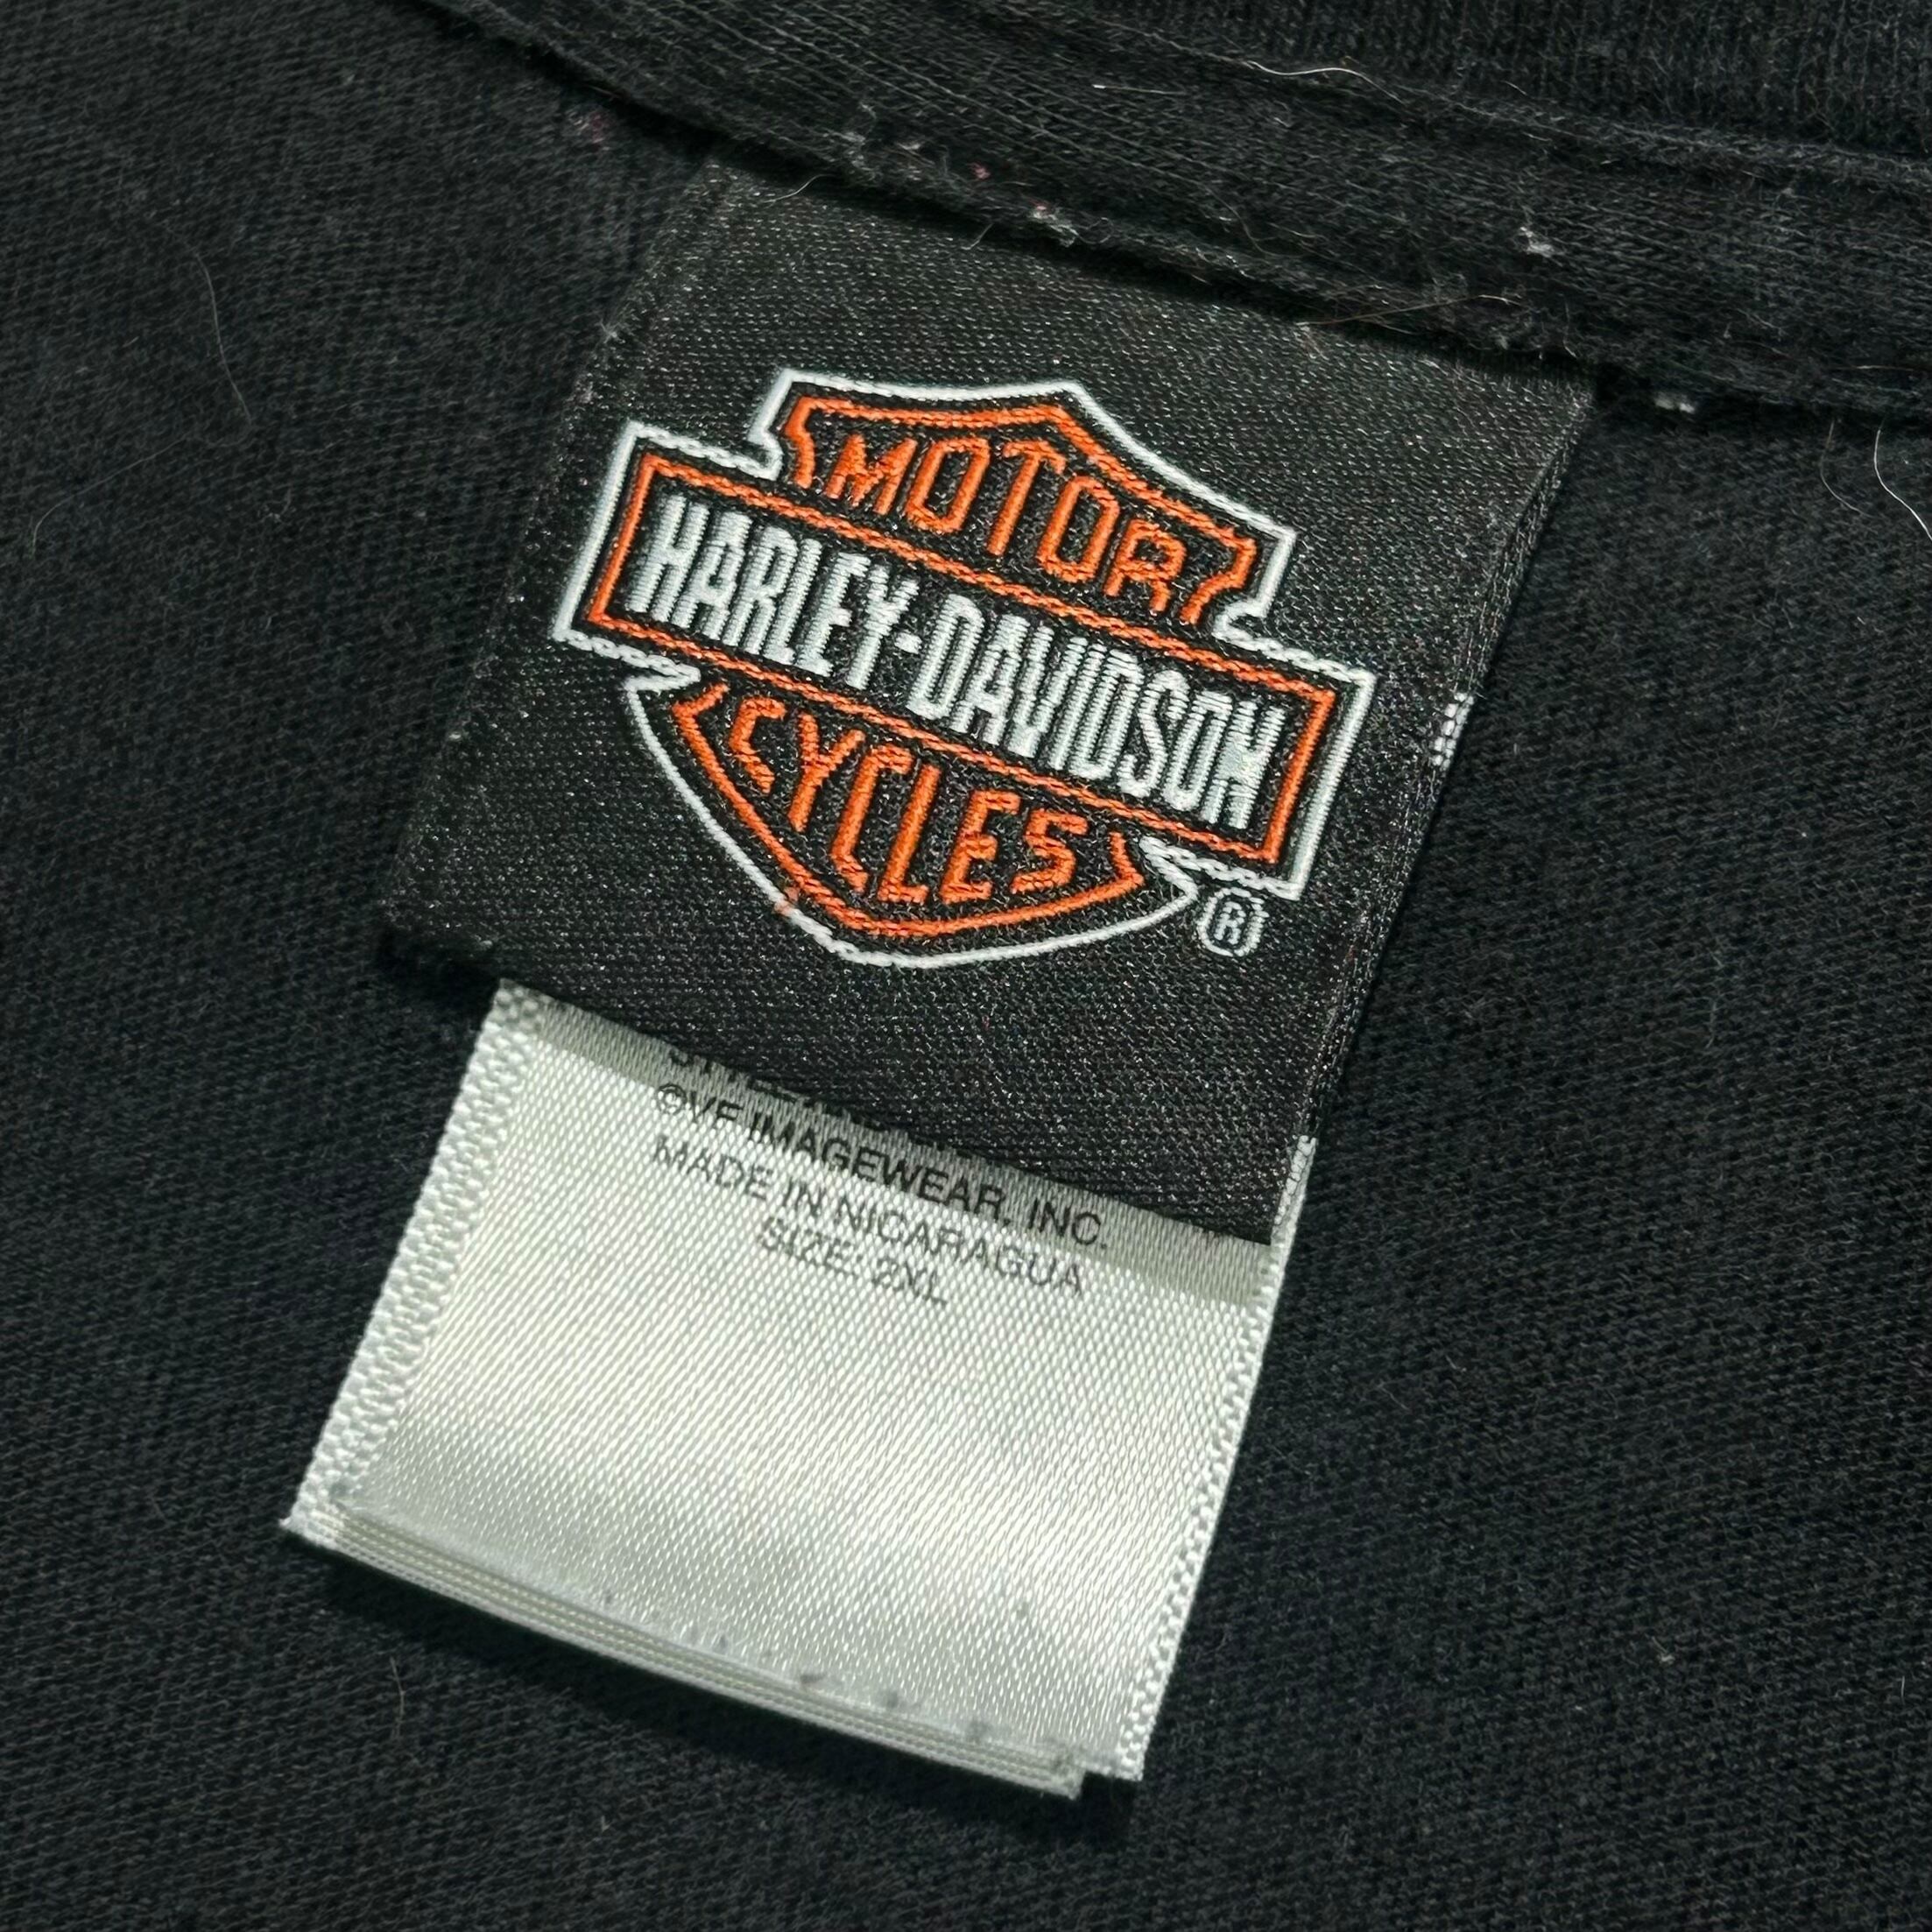 MOTOR
HARLEY-DAVIDSON
CYCLES
®
©VF IMAGEWEAR, INC.
MADE IN NICARAGUA
SIZE: 2XL